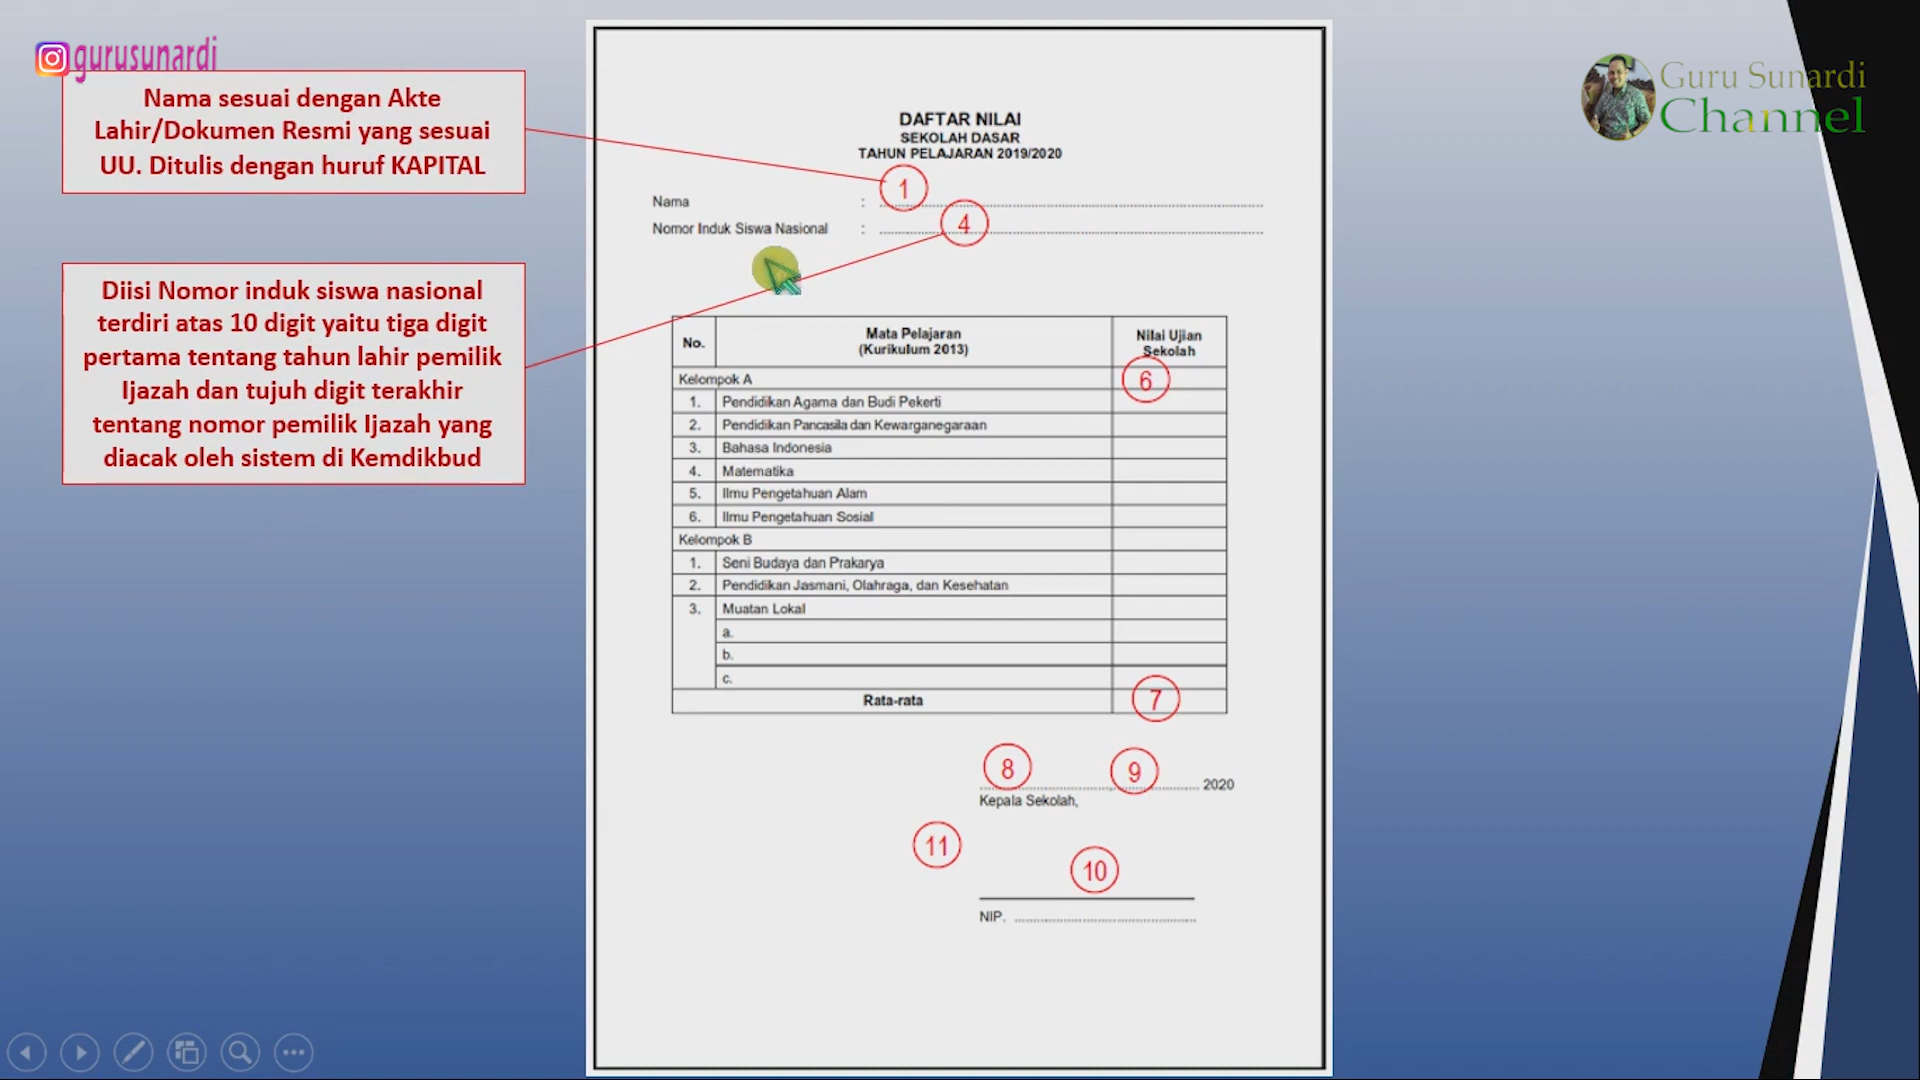 gurusunardi
Nama sesuai dengan Akte
Lahir/Dokumen Resmi yang sesuai
UU. Ditulis dengan huruf KAPITAL
Diisi Nomor induk siswa nasional
terdiri atas 10 digit yaitu tiga digit
pertama tentang tahun lahir pemilik
Ijazah dan tujuh digit terakhir
tentang nomor pemilik Ijazah yang
diacak oleh sistem di Kemdikbud
Guru Sunardi
Channel
DAFTAR NILAI
SEKOLAH DASAR
TAHUN PELAJARAN 2019/2020
Nama : 1
Nomor Induk Siswa Nasional : 4
No. Mata Pelajaran (Kurikulum 2013) Nilai Ujian Sekolah
Kelompok A 6
1. Pendidikan Agama dan Budi Pekerti
2. Pendidikan Pancasila dan Kewarganegaraan
3. Bahasa Indonesia
4. Matematika
5. Ilmu Pengetahuan Alam
6. Ilmu Pengetahuan Sosial
Kelompok B
1. Seni Budaya dan Prakarya
2. Pendidikan Jasmani, Olahraga, dan Kesehatan
3. Muatan Lokal
a.
b.
c.
Rata-rata 7
8 9 2020
Kepala Sekolah,
11
10
NIP.